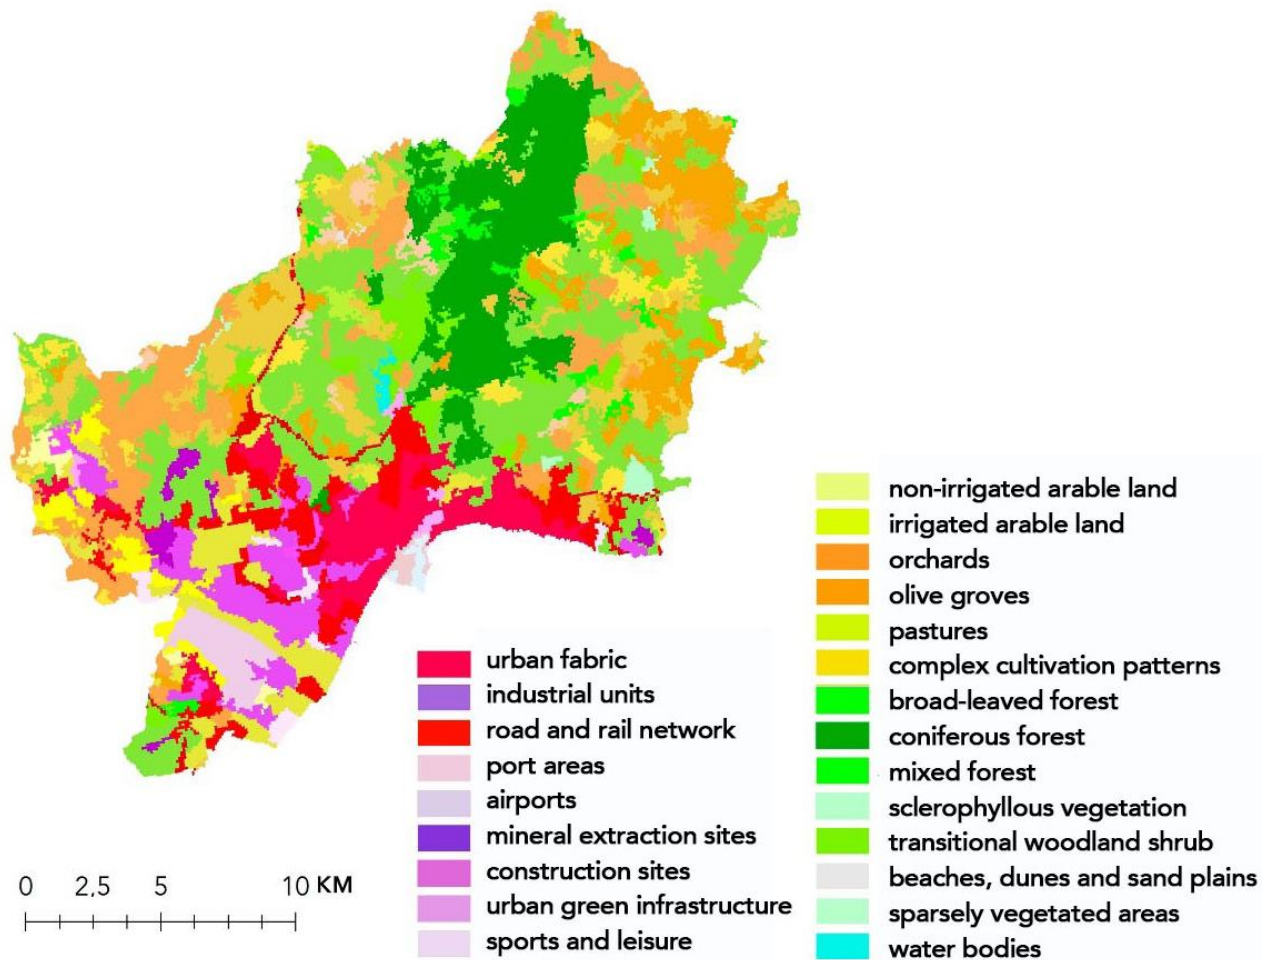 urban fabric
industrial units
road and rail network
port areas
airports
mineral extraction sites
construction sites
urban green infrastructure
sports and leisure
non-irrigated arable land
irrigated arable land
orchards
olive groves
pastures
complex cultivation patterns
broad-leaved forest
coniferous forest
mixed forest
sclerophyllous vegetation
transitional woodland shrub
beaches, dunes and sand plains
sparsely vegetated areas
water bodies
0 2,5 5 10 KM